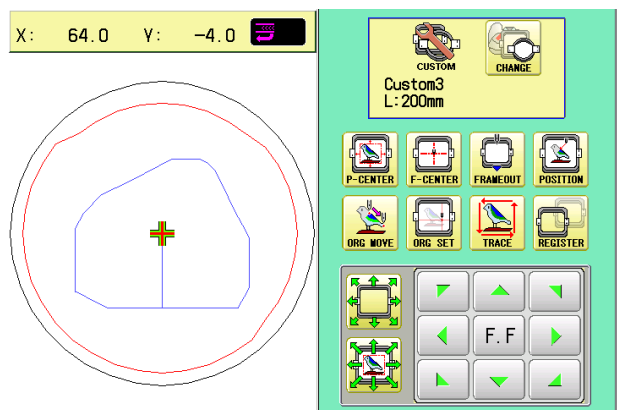 X: 64.0 Y: -4.0
CUSTOM
CHANGE
Custom3
L:200mm
P-CENTER F-CENTER FRAMEOUT POSITION
ORG MOVE ORG SET TRACE REGISTER
F.F